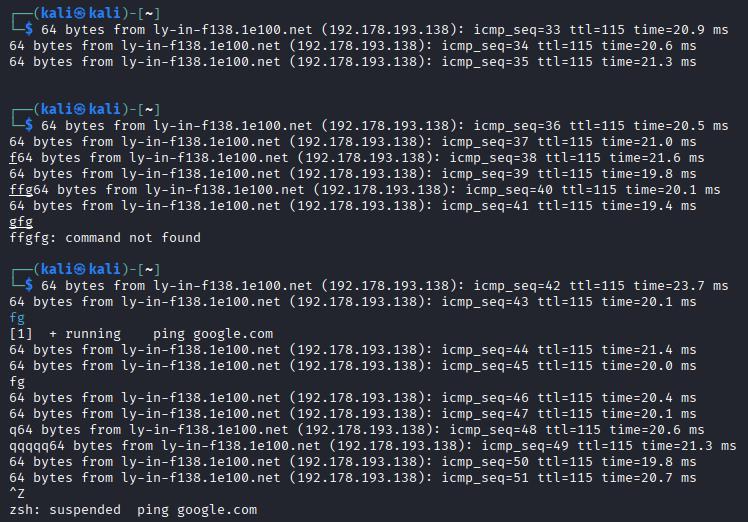 ┌──(kali㉿kali)-[~]
└─$ 64 bytes from ly-in-f138.1e100.net (192.178.193.138): icmp_seq=33 ttl=115 time=20.9 ms
64 bytes from ly-in-f138.1e100.net (192.178.193.138): icmp_seq=34 ttl=115 time=20.6 ms
64 bytes from ly-in-f138.1e100.net (192.178.193.138): icmp_seq=35 ttl=115 time=21.3 ms
┌──(kali㉿kali)-[~]
└─$ 64 bytes from ly-in-f138.1e100.net (192.178.193.138): icmp_seq=36 ttl=115 time=20.5 ms
64 bytes from ly-in-f138.1e100.net (192.178.193.138): icmp_seq=37 ttl=115 time=21.0 ms
f64 bytes from ly-in-f138.1e100.net (192.178.193.138): icmp_seq=38 ttl=115 time=21.6 ms
64 bytes from ly-in-f138.1e100.net (192.178.193.138): icmp_seq=39 ttl=115 time=19.8 ms
ffg64 bytes from ly-in-f138.1e100.net (192.178.193.138): icmp_seq=40 ttl=115 time=20.1 ms
64 bytes from ly-in-f138.1e100.net (192.178.193.138): icmp_seq=41 ttl=115 time=19.4 ms
gfg
ffgfg: command not found
┌──(kali㉿kali)-[~]
└─$ 64 bytes from ly-in-f138.1e100.net (192.178.193.138): icmp_seq=42 ttl=115 time=23.7 ms
64 bytes from ly-in-f138.1e100.net (192.178.193.138): icmp_seq=43 ttl=115 time=20.1 ms
fg
[1]  + running    ping google.com
64 bytes from ly-in-f138.1e100.net (192.178.193.138): icmp_seq=44 ttl=115 time=21.4 ms
64 bytes from ly-in-f138.1e100.net (192.178.193.138): icmp_seq=45 ttl=115 time=20.0 ms
fg
64 bytes from ly-in-f138.1e100.net (192.178.193.138): icmp_seq=46 ttl=115 time=20.4 ms
64 bytes from ly-in-f138.1e100.net (192.178.193.138): icmp_seq=47 ttl=115 time=20.1 ms
q64 bytes from ly-in-f138.1e100.net (192.178.193.138): icmp_seq=48 ttl=115 time=20.6 ms
qqqqq64 bytes from ly-in-f138.1e100.net (192.178.193.138): icmp_seq=49 ttl=115 time=21.3 ms
64 bytes from ly-in-f138.1e100.net (192.178.193.138): icmp_seq=50 ttl=115 time=19.8 ms
64 bytes from ly-in-f138.1e100.net (192.178.193.138): icmp_seq=51 ttl=115 time=20.7 ms
^Z
zsh: suspended  ping google.com